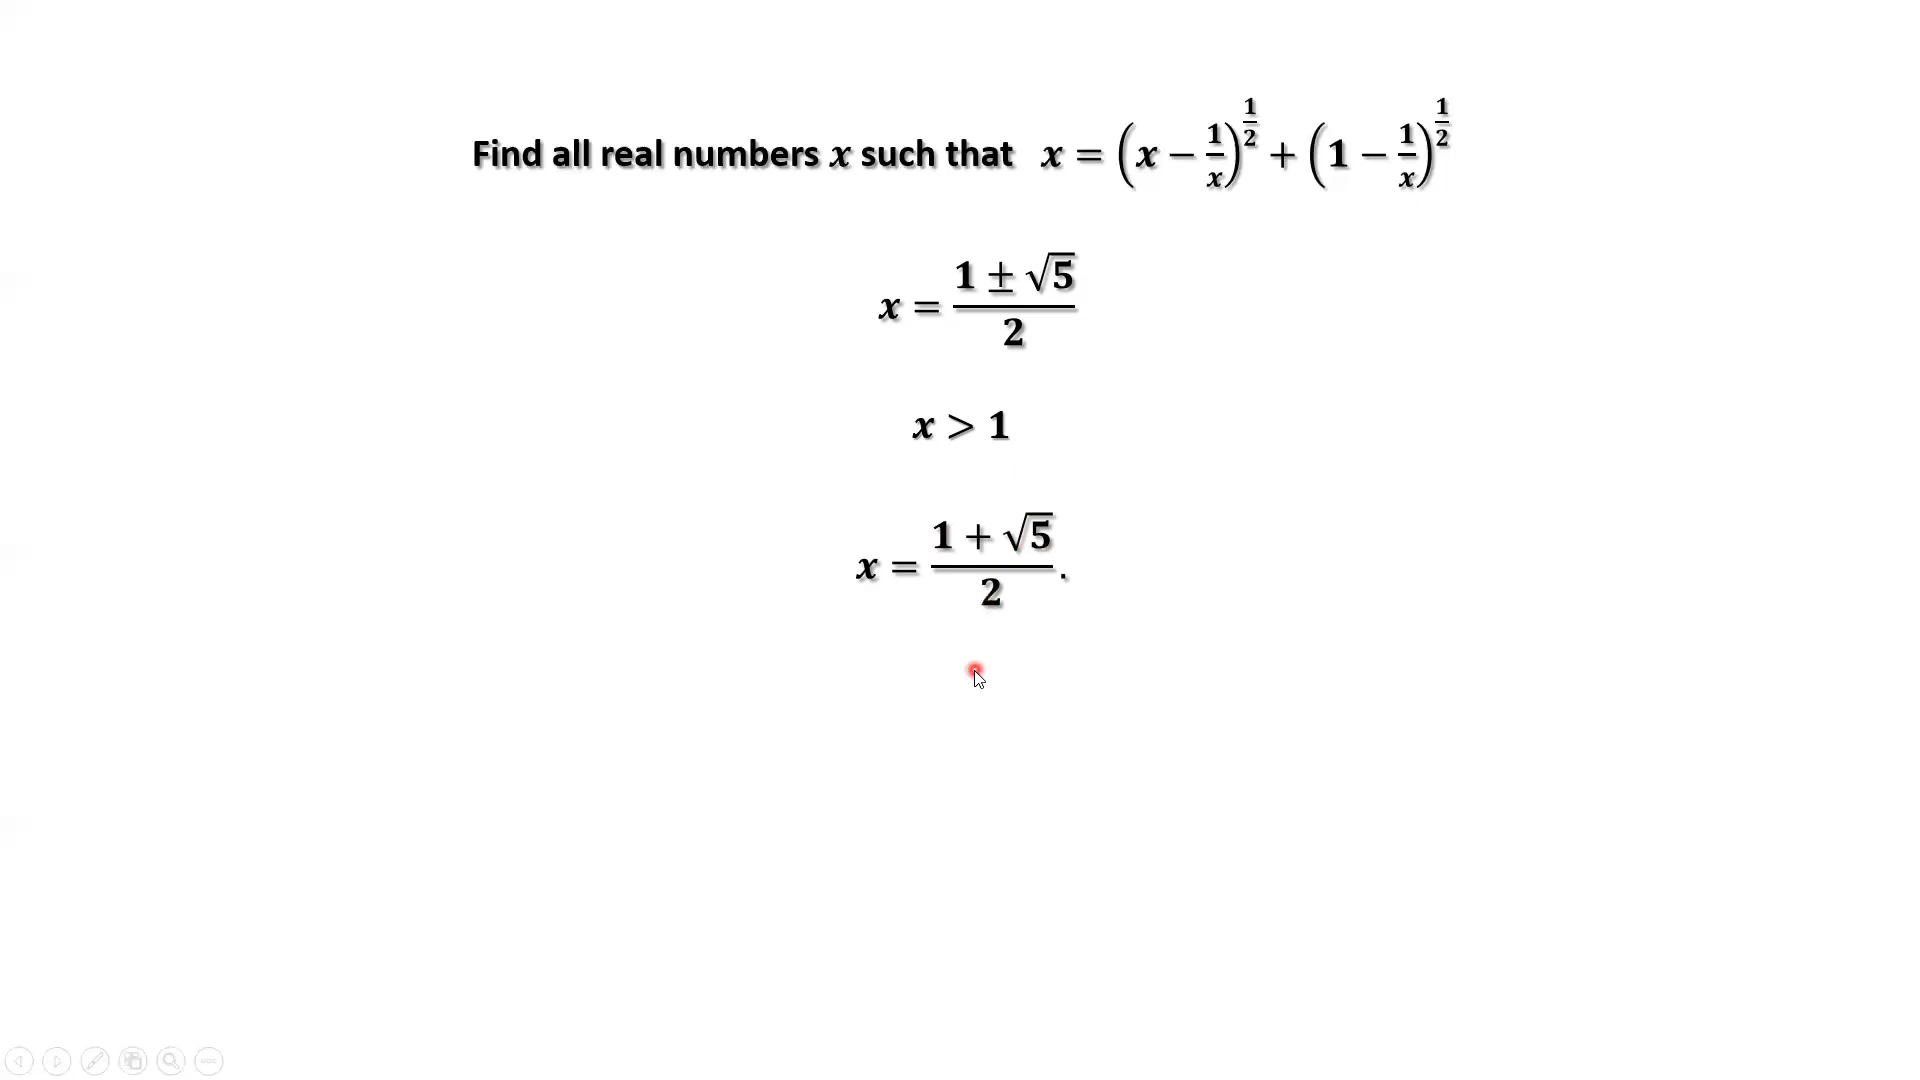 Find all real numbers x such that x = (x − 1/x)^(1/2) + (1 − 1/x)^(1/2)
x = (1 ± √5)/2
x > 1
x = (1 + √5)/2.